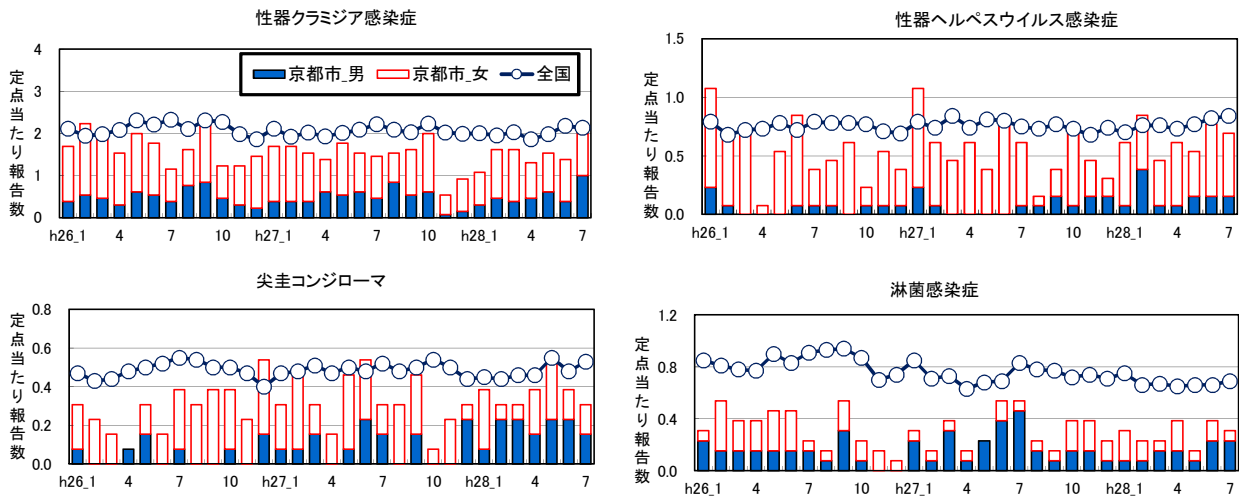 性器クラミジア感染症
定点当たり報告数
4
3
2
1
0
京都市_男 京都市_女 全国
h26_1 4 7 10 h27_1 4 7 10 h28_1 4 7
性器ヘルペスウイルス感染症
定点当たり報告数
1.5
1.0
0.5
0.0
h26_1 4 7 10 h27_1 4 7 10 h28_1 4 7
尖圭コンジローマ
定点当たり報告数
0.8
0.6
0.4
0.2
0.0
h26_1 4 7 10 h27_1 4 7 10 h28_1 4 7
淋菌感染症
定点当たり報告数
1.2
0.8
0.4
0.0
h26_1 4 7 10 h27_1 4 7 10 h28_1 4 7